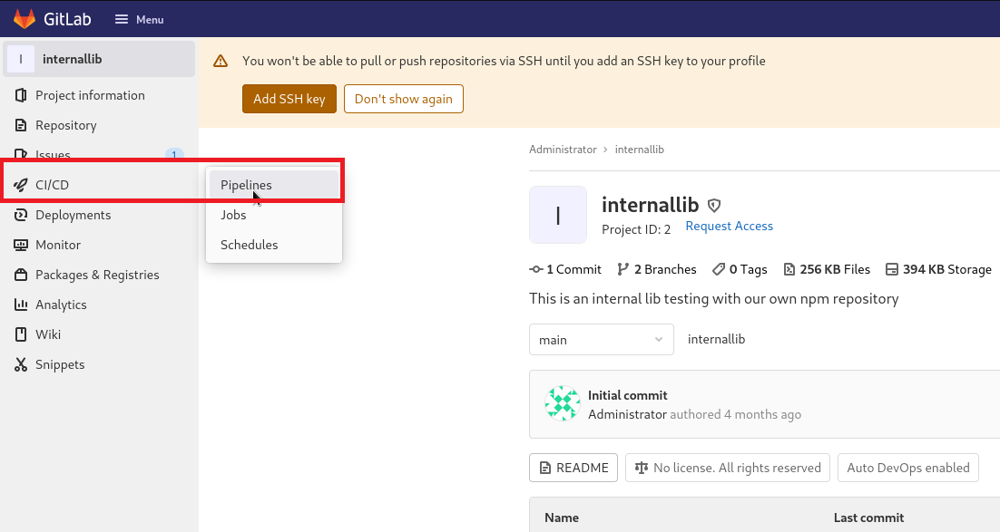 GitLab Menu
I internallib
Project information
Repository
Issues 1
CI/CD
Deployments
Monitor
Packages & Registries
Analytics
Wiki
Snippets
Pipelines
Jobs
Schedules
You won't be able to pull or push repositories via SSH until you add an SSH key to your profile
Add SSH key Don't show again
Administrator › internallib
I
internallib
Project ID: 2 Request Access
1 Commit 2 Branches 0 Tags 256 KB Files 394 KB Storage
This is an internal lib testing with our own npm repository
main internallib
Initial commit
Administrator authored 4 months ago
README No license. All rights reserved Auto DevOps enabled
Name Last commit